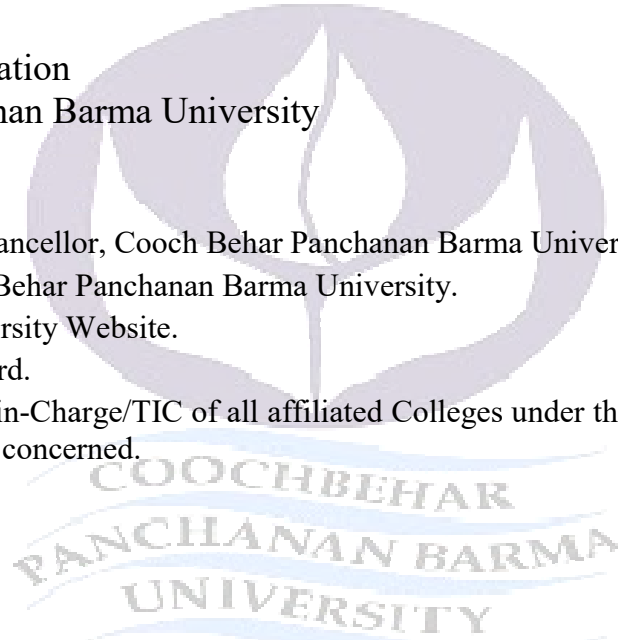 ation
nan Barma University
ancellor, Cooch Behar Panchanan Barma Univer
Behar Panchanan Barma University.
rsity Website.
rd.
in-Charge/TIC of all affiliated Colleges under th
concerned.
COOCHBEHAR
PANCHANAN BARMA
UNIVERSITY